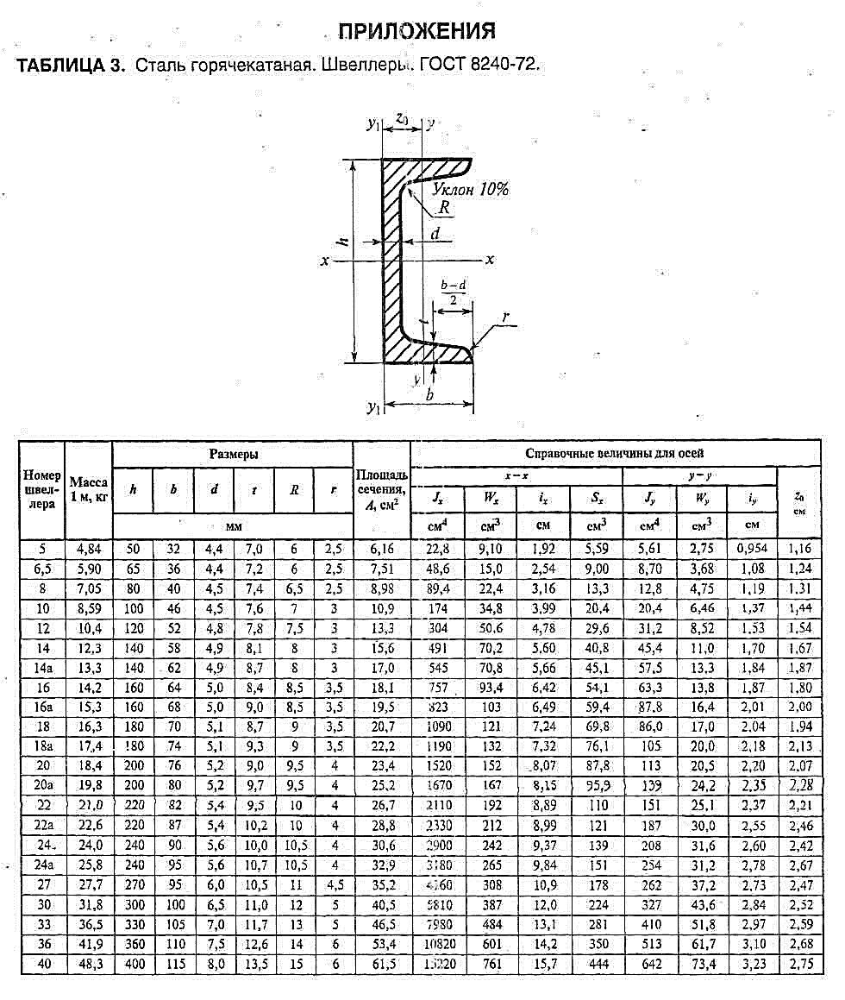 ПРИЛОЖЕНИЯ
ТАБЛИЦА 3. Сталь горячекатаная. Швеллеры. ГОСТ 8240-72.
y₁ z₀ y
Уклон 10%
R
h
d
x x
b–d
2
t
r
y
b
y₁
Номер швел-лера Масса 1 м, кг Размеры Площадь сечения, A, см² Справочные величины для осей
x – x y – y z₀ см
h b d t R r Jₓ Wₓ iₓ Sₓ Jᵧ Wᵧ iᵧ
мм см⁴ см³ см см³ см⁴ см³ см
5 4,84 50 32 4,4 7,0 6 2,5 6,16 22,8 9,10 1,92 5,59 5,61 2,75 0,954 1,16
6,5 5,90 65 36 4,4 7,2 6 2,5 7,51 48,6 15,0 2,54 9,00 8,70 3,68 1,08 1,24
8 7,05 80 40 4,5 7,4 6,5 2,5 8,98 89,4 22,4 3,16 13,3 12,8 4,75 1,19 1,31
10 8,59 100 46 4,5 7,6 7 3 10,9 174 34,8 3,99 20,4 20,4 6,46 1,37 1,44
12 10,4 120 52 4,8 7,8 7,5 3 13,3 304 50,6 4,78 29,6 31,2 8,52 1,53 1,54
14 12,3 140 58 4,9 8,1 8 3 15,6 491 70,2 5,60 40,8 45,4 11,0 1,70 1,67
14а 13,3 140 62 4,9 8,7 8 3 17,0 545 70,8 5,66 45,1 57,5 13,3 1,84 1,87
16 14,2 160 64 5,0 8,4 8,5 3,5 18,1 757 93,4 6,42 54,1 63,3 13,8 1,87 1,80
16а 15,3 160 68 5,0 9,0 8,5 3,5 19,5 823 103 6,49 59,4 87,8 16,4 2,01 2,00
18 16,3 180 70 5,1 8,7 9 3,5 20,7 1090 121 7,24 69,8 86,0 17,0 2,04 1,94
18а 17,4 180 74 5,1 9,3 9 3,5 22,2 1190 132 7,32 76,1 105 20,0 2,18 2,13
20 18,4 200 76 5,2 9,0 9,5 4 23,4 1520 152 8,07 87,8 113 20,5 2,20 2,07
20а 19,8 200 80 5,2 9,7 9,5 4 25,2 1670 167 8,15 95,9 139 24,2 2,35 2,28
22 21,0 220 82 5,4 9,5 10 4 26,7 2110 192 8,89 110 151 25,1 2,37 2,21
22а 22,6 220 87 5,4 10,2 10 4 28,8 2330 212 8,99 121 187 30,0 2,55 2,46
24 24,0 240 90 5,6 10,0 10,5 4 30,6 2900 242 9,37 139 208 31,6 2,60 2,42
24а 25,8 240 95 5,6 10,7 10,5 4 32,9 3180 265 9,84 151 254 31,2 2,78 2,67
27 27,7 270 95 6,0 10,5 11 4,5 35,2 4160 308 10,9 178 262 37,2 2,73 2,47
30 31,8 300 100 6,5 11,0 12 5 40,5 5810 387 12,0 224 327 43,6 2,84 2,52
33 36,5 330 105 7,0 11,7 13 5 46,5 7980 484 13,1 281 410 51,8 2,97 2,59
36 41,9 360 110 7,5 12,6 14 6 53,4 10820 601 14,2 350 513 61,7 3,10 2,68
40 48,3 400 115 8,0 13,5 15 6 61,5 15220 761 15,7 444 642 73,4 3,23 2,75